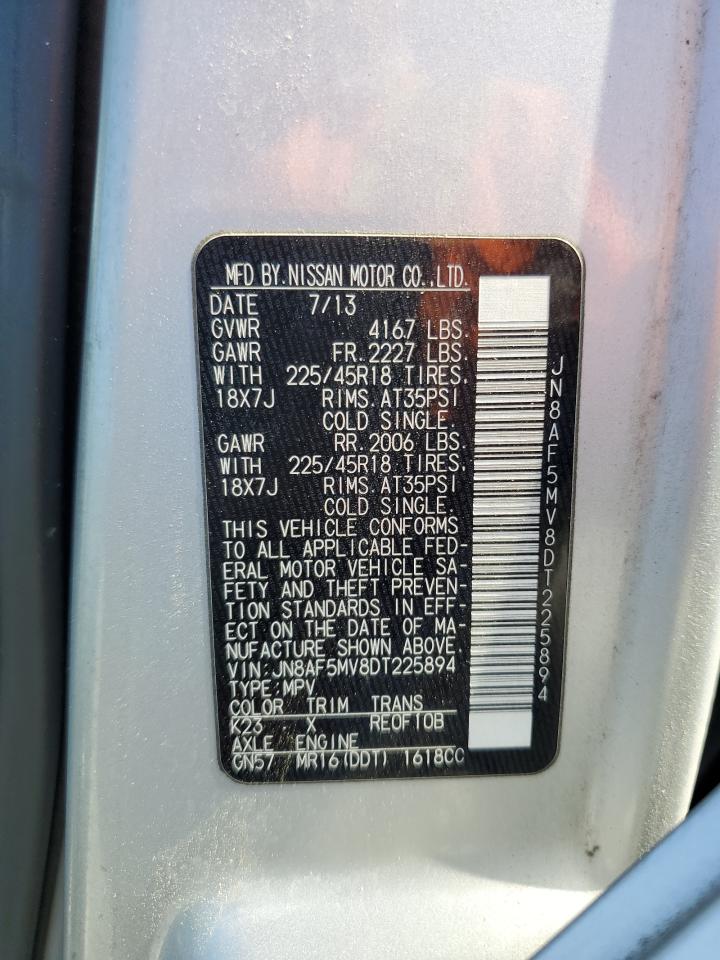 MFD BY.NISSAN MOTOR CO.,LTD.
DATE 7/13
GVWR 4167 LBS.
GAWR FR. 2227 LBS.
WITH 225/45R18 TIRES.
18X7J RIMS. AT35PSI
COLD SINGLE.
GAWR RR. 2006 LBS.
WITH 225/45R18 TIRES.
18X7J RIMS. AT35PSI
COLD SINGLE.
THIS VEHICLE CONFORMS
TO ALL APPLICABLE FED-
ERAL MOTOR VEHICLE SA-
FETY AND THEFT PREVEN-
TION STANDARDS IN EFF-
ECT ON THE DATE OF MA-
NUFACTURE SHOWN ABOVE.
VIN:JN8AF5MV8DT225894
TYPE:MPV
COLOR TRIM TRANS
K23 X RE0F10B
AXLE ENGINE
GN57 MR16(DDT) 1618CC
JN8AF5MV8DT225894